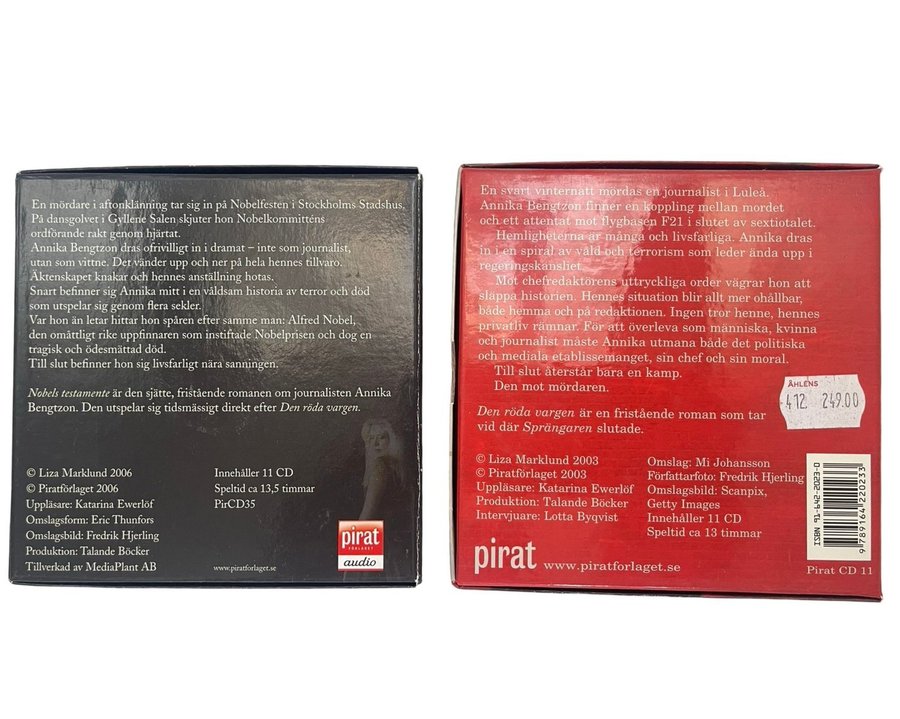 En mördare i aftonklänning tar sig in på Nobelfesten i Stockholms Stadshus.
På dansgolvet i Gyllene Salen skjuter hon Nobelkommitténs
ordförande rakt genom hjärtat.
Annika Bengtzon dras ofrivilligt in i dramat – inte som journalist,
utan som vittne. Det vänder upp och ner på hela hennes tillvaro.
Äktenskapet knakar och hennes anställning hotas.
Snart befinner sig Annika mitt i en våldsam historia av terror och död
som utspelar sig genom flera sekler.
Var hon än letar hittar hon spåren efter samme man: Alfred Nobel,
den omåttligt rike uppfinnaren som instiftade Nobelprisen och dog en
tragisk och ödesmättad död.
Till slut befinner hon sig livsfarligt nära sanningen.
Nobels testamente är den sjätte, fristående romanen om journalisten Annika
Bengtzon. Den utspelar sig tidsmässigt direkt efter Den röda vargen.
© Liza Marklund 2006
© Piratförlaget 2006
Uppläsare: Katarina Ewerlöf
Omslagsform: Eric Thunfors
Omslagsbild: Fredrik Hjerling
Produktion: Talande Böcker
Tillverkad av MediaPlant AB
Innehåller 11 CD
Speltid ca 13,5 timmar
PirCD35
www.piratforlaget.se
pirat
FÖRLAGET
audio
En svart vinternatt mördas en journalist i Luleå.
Annika Bengtzon finner en koppling mellan mordet
och ett attentat mot flygbasen F21 i slutet av sextiotalet.
Hemligheterna är många och livsfarliga. Annika dras
in i en spiral av våld och terrorism som leder ända upp i
regeringskansliet.
Mot chefredaktörens uttryckliga order vägrar hon att
släppa historien. Hennes situation blir allt mer ohållbar,
både hemma och på redaktionen. Ingen tror henne, hennes
privatliv rämnar. För att överleva som människa, kvinna
och journalist måste Annika utmana både det politiska
och mediala etablissemanget, sin chef och sin moral.
Till slut återstår bara en kamp.
Den mot mördaren.
Den röda vargen är en fristående roman som tar
vid där Sprängaren slutade.
ÅHLÉNS
412 249.00
© Liza Marklund 2003
© Piratförlaget 2003
Uppläsare: Katarina Ewerlöf
Produktion: Talande Böcker
Intervjuare: Lotta Byqvist
Omslag: Mi Johansson
Författarfoto: Fredrik Hjerling
Omslagsbild: Scanpix,
Getty Images
Innehåller 11 CD
Speltid ca 13 timmar
ISBN 91-642-2023-0
9 789164 220233
pirat www.piratforlaget.se
Pirat CD 11